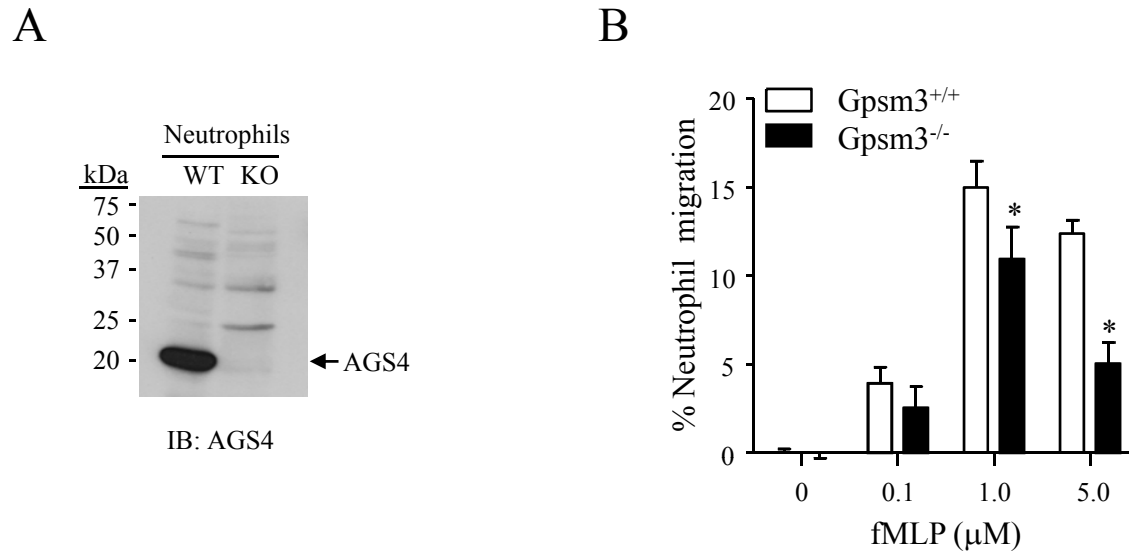 A
Neutrophils
kDa WT KO
75
50
37
25
20
AGS4
IB: AGS4
B
Gpsm3+/+
Gpsm3-/-
% Neutrophil migration
20
15
10
5
0
*
*
0 0.1 1.0 5.0
fMLP (μM)